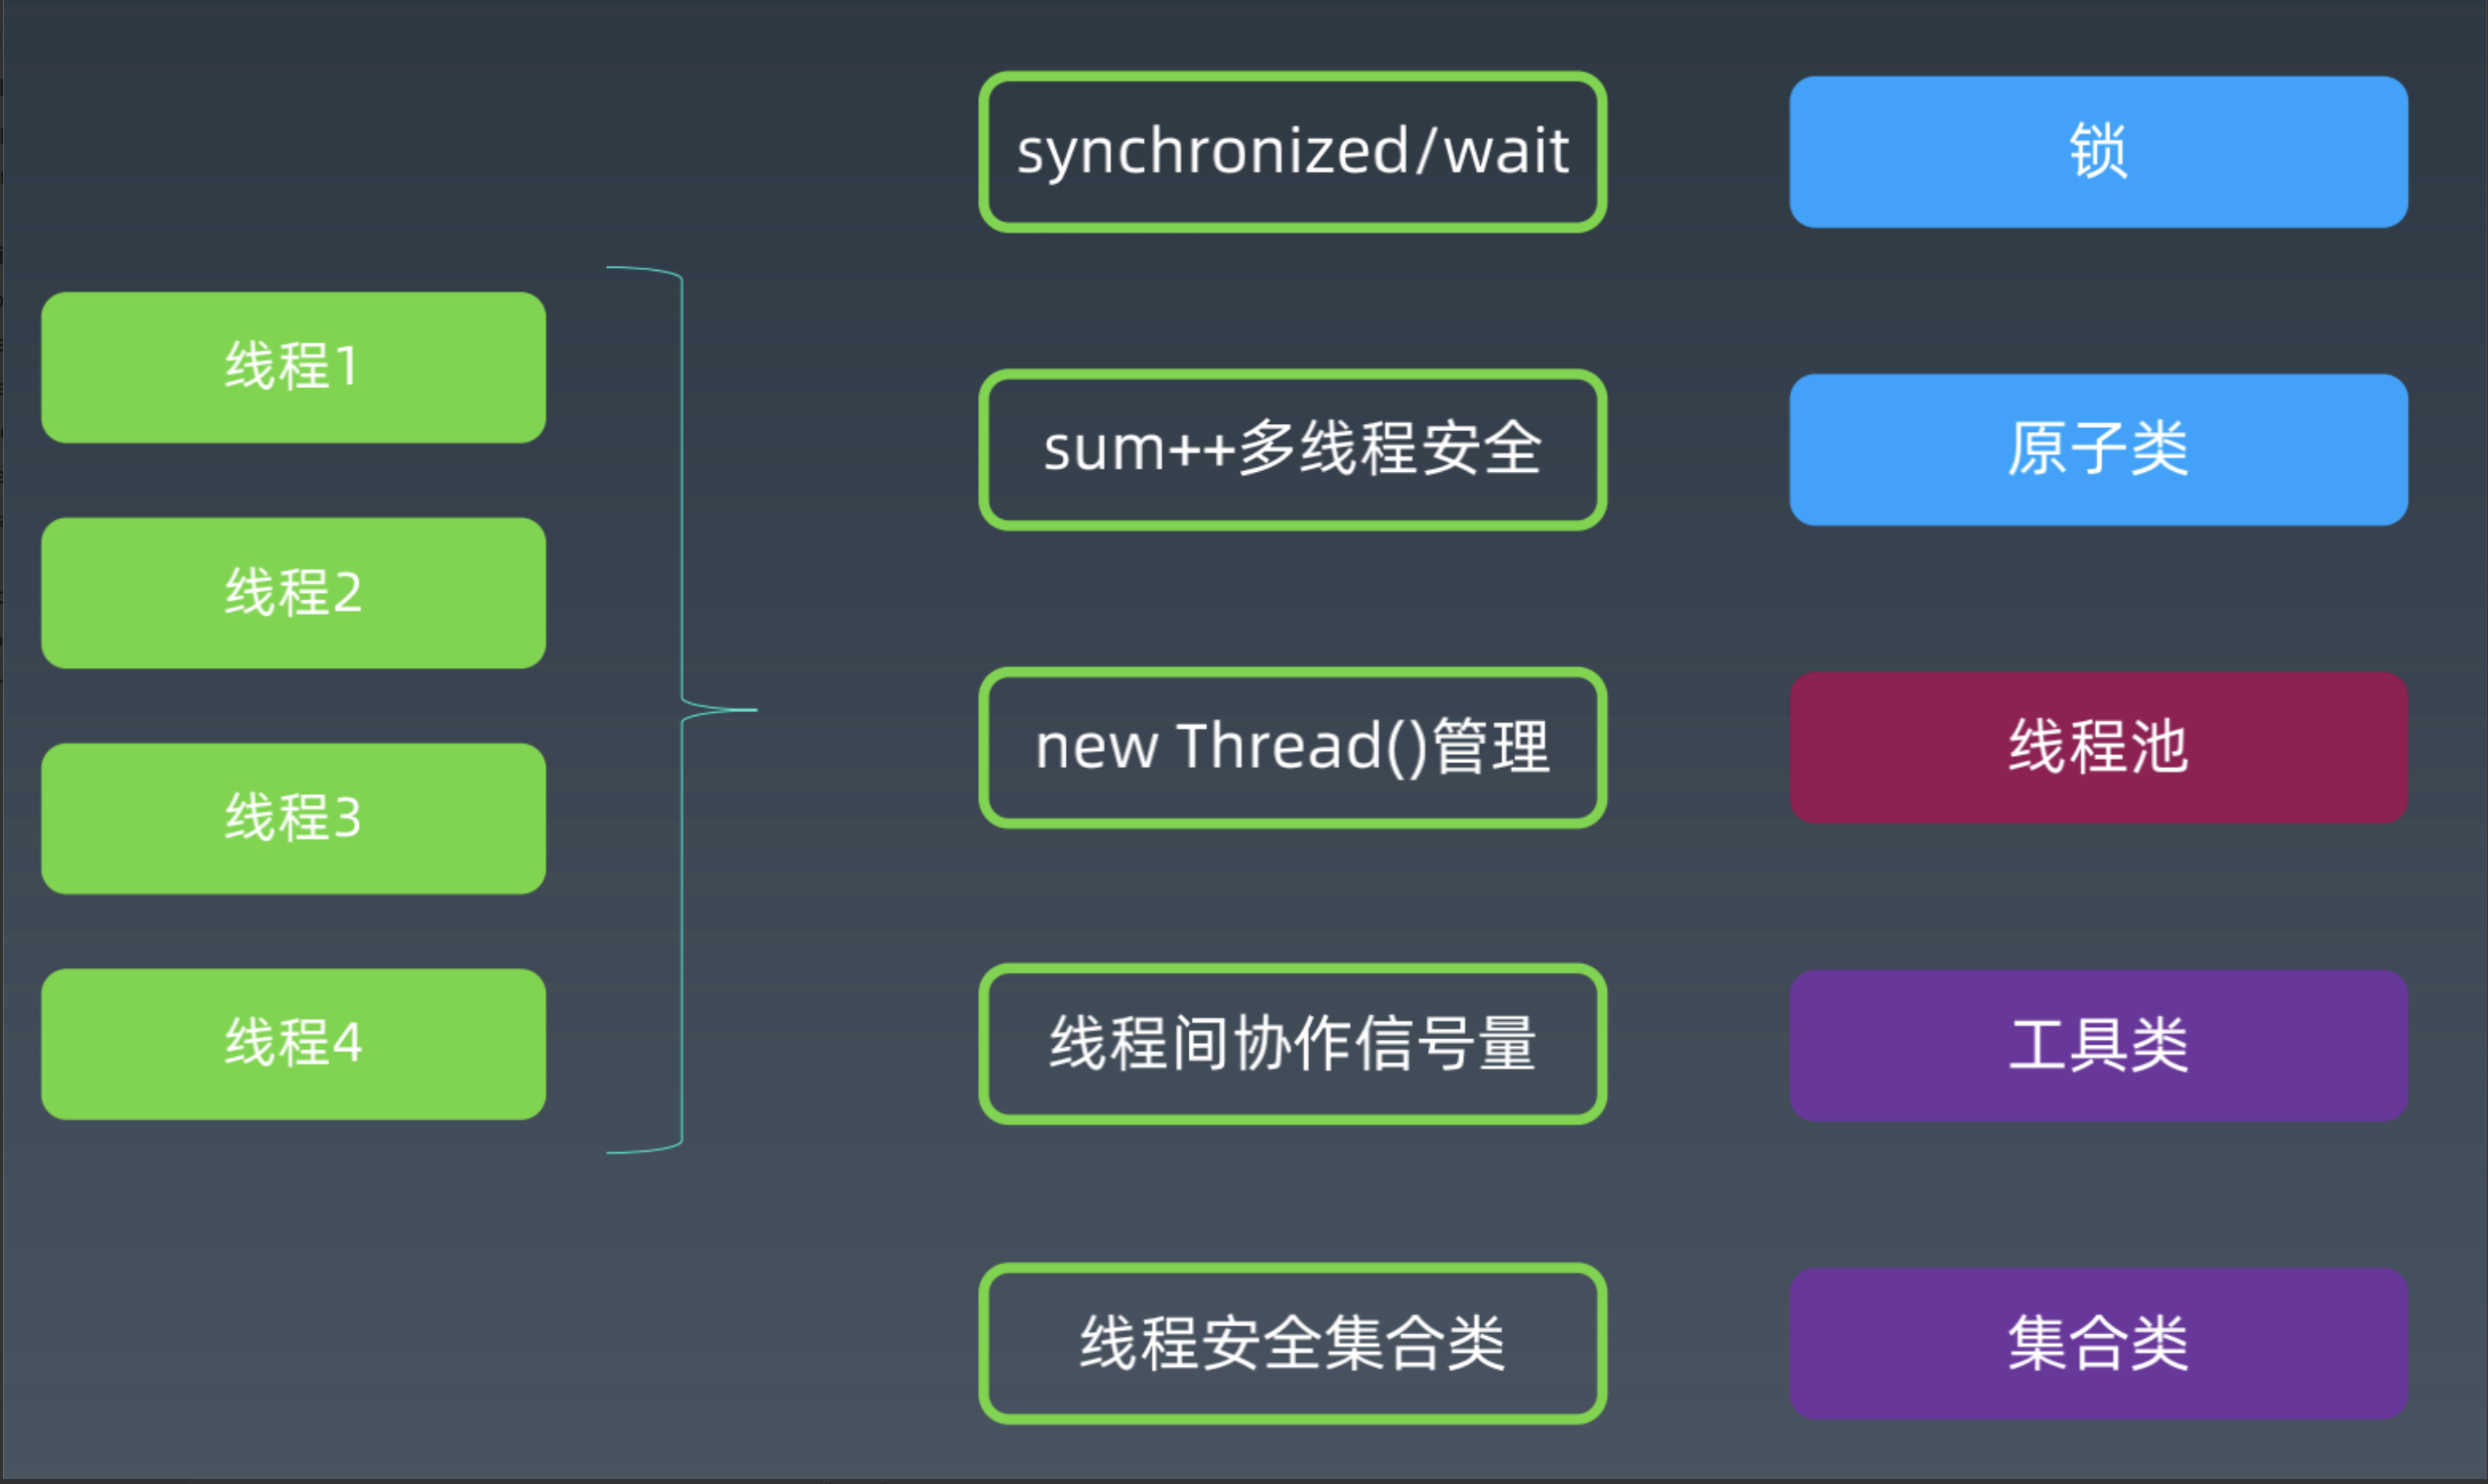 线程1
线程2
线程3
线程4
synchronized/wait
锁
sum++多线程安全
原子类
new Thread()管理
线程池
线程间协作信号量
工具类
线程安全集合类
集合类